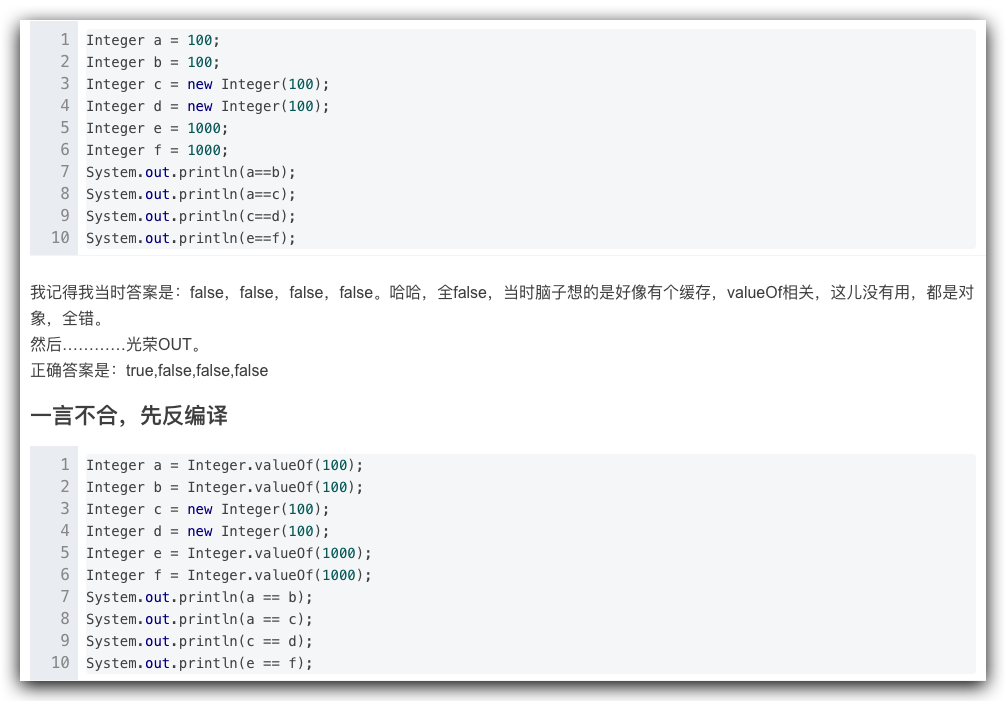 1 Integer a = 100;
2 Integer b = 100;
3 Integer c = new Integer(100);
4 Integer d = new Integer(100);
5 Integer e = 1000;
6 Integer f = 1000;
7 System.out.println(a==b);
8 System.out.println(a==c);
9 System.out.println(c==d);
10 System.out.println(e==f);
我记得我当时答案是：false，false，false，false。哈哈，全false，当时脑子想的是好像有个缓存，valueOf相关，这儿没有用，都是对
象，全错。
然后…………光荣OUT。
正确答案是：true,false,false,false
一言不合，先反编译
1 Integer a = Integer.valueOf(100);
2 Integer b = Integer.valueOf(100);
3 Integer c = new Integer(100);
4 Integer d = new Integer(100);
5 Integer e = Integer.valueOf(1000);
6 Integer f = Integer.valueOf(1000);
7 System.out.println(a == b);
8 System.out.println(a == c);
9 System.out.println(c == d);
10 System.out.println(e == f);